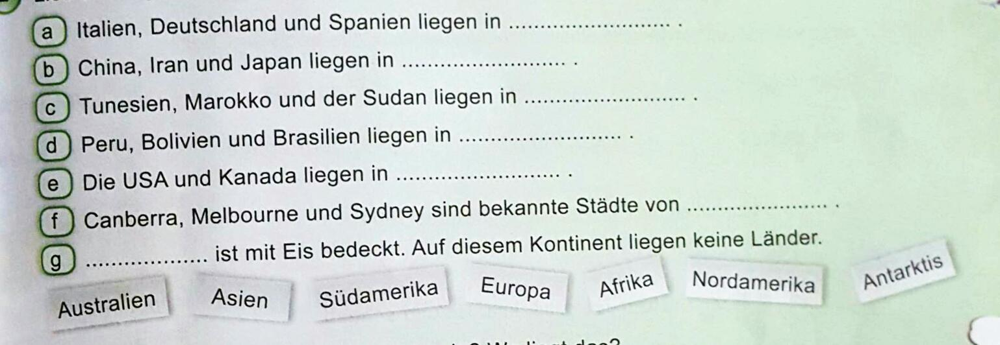 a Italien, Deutschland und Spanien liegen in .......................... .
b China, Iran und Japan liegen in .......................... .
c Tunesien, Marokko und der Sudan liegen in .......................... .
d Peru, Bolivien und Brasilien liegen in .......................... .
e Die USA und Kanada liegen in .......................... .
f Canberra, Melbourne und Sydney sind bekannte Städte von ....................... .
g .................... ist mit Eis bedeckt. Auf diesem Kontinent liegen keine Länder.
Australien Asien Südamerika Europa Afrika Nordamerika Antarktis